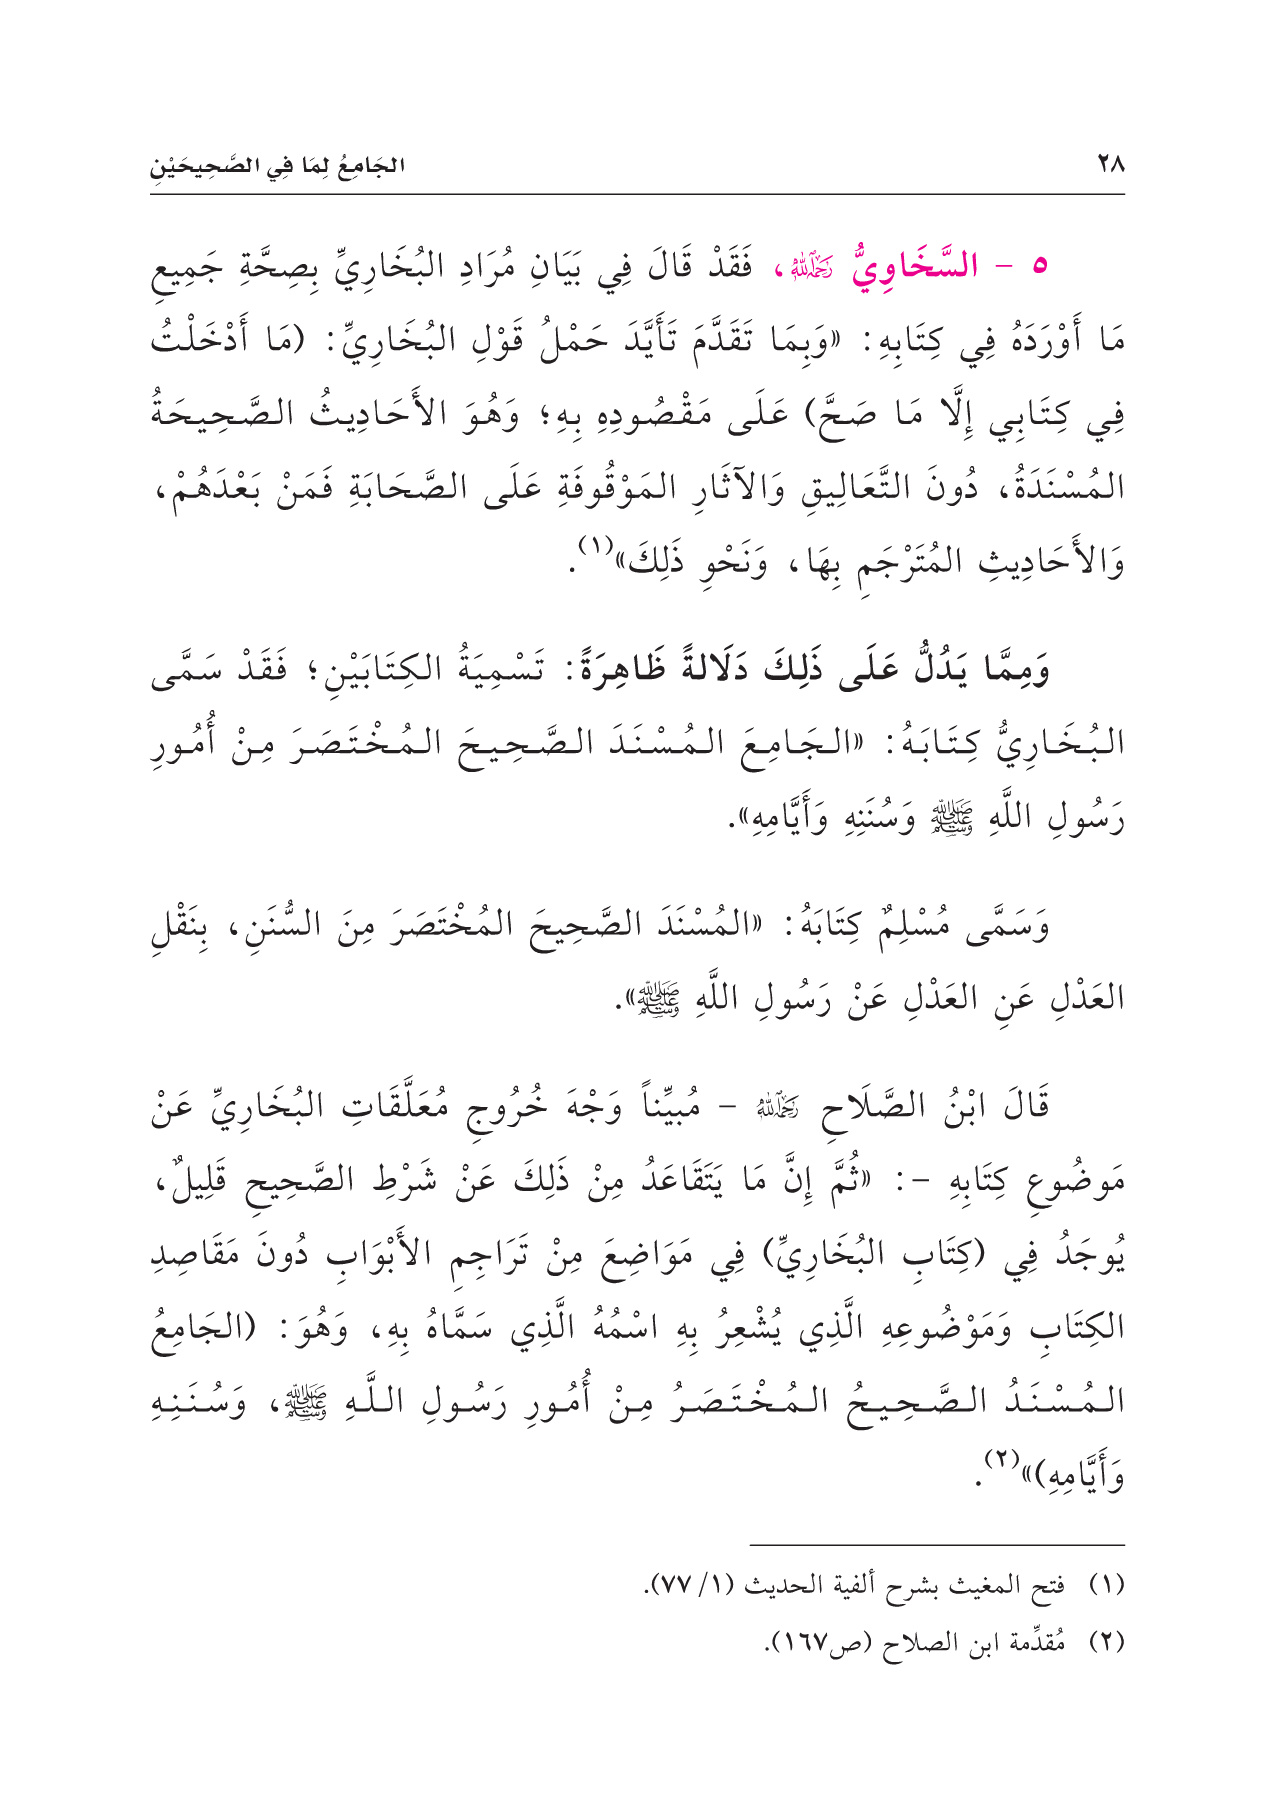 ٢٨
الجَامِعُ لِمَا فِي الصَّحِيحَيْنِ
٥ - السَّخَاوِيُّ رَحِمَهُ اللَّهُ، فَقَدْ قَالَ فِي بَيَانِ مُرَادِ البُخَارِيِّ بِصِحَّةِ جَمِيعِ
مَا أَوْرَدَهُ فِي كِتَابِهِ: «وَبِمَا تَقَدَّمَ تَأَيَّدَ حَمْلُ قَوْلِ البُخَارِيِّ: (مَا أَدْخَلْتُ
فِي كِتَابِي إِلَّا مَا صَحَّ) عَلَى مَقْصُودِهِ بِهِ؛ وَهُوَ الأَحَادِيثُ الصَّحِيحَةُ
المُسْنَدَةُ، دُونَ التَّعَالِيقِ وَالآثَارِ المَوْقُوفَةِ عَلَى الصَّحَابَةِ فَمَنْ بَعْدَهُمْ،
وَالأَحَادِيثِ المُتَرْجَمِ بِهَا، وَنَحْوِ ذَلِكَ»(١).
وَمِمَّا يَدُلُّ عَلَى ذَلِكَ دَلَالةً ظَاهِرَةً: تَسْمِيَةُ الكِتَابَيْنِ؛ فَقَدْ سَمَّى
البُخَارِيُّ كِتَابَهُ: «الجَامِعَ المُسْنَدَ الصَّحِيحَ المُخْتَصَرَ مِنْ أُمُورِ
رَسُولِ اللَّهِ ﷺ وَسُنَنِهِ وَأَيَّامِهِ».
وَسَمَّى مُسْلِمٌ كِتَابَهُ: «المُسْنَدَ الصَّحِيحَ المُخْتَصَرَ مِنَ السُّنَنِ، بِنَقْلِ
العَدْلِ عَنِ العَدْلِ عَنْ رَسُولِ اللَّهِ ﷺ».
قَالَ ابْنُ الصَّلَاحِ رَحِمَهُ اللَّهُ - مُبيِّناً وَجْهَ خُرُوجِ مُعَلَّقَاتِ البُخَارِيِّ عَنْ
مَوضُوعِ كِتَابِهِ -: «ثُمَّ إِنَّ مَا يَتَقَاعَدُ مِنْ ذَلِكَ عَنْ شَرْطِ الصَّحِيحِ قَلِيلٌ،
يُوجَدُ فِي (كِتَابِ البُخَارِيِّ) فِي مَوَاضِعَ مِنْ تَرَاجِمِ الأَبْوَابِ دُونَ مَقَاصِدِ
الكِتَابِ وَمَوْضُوعِهِ الَّذِي يُشْعِرُ بِهِ اسْمُهُ الَّذِي سَمَّاهُ بِهِ، وَهُوَ: (الجَامِعُ
المُسْنَدُ الصَّحِيحُ المُخْتَصَرُ مِنْ أُمُورِ رَسُولِ اللَّهِ ﷺ، وَسُنَنِهِ
وَأَيَّامِهِ)»(٢).
(١) فتح المغيث بشرح ألفية الحديث (١/ ٧٧).
(٢) مُقدِّمة ابن الصلاح (ص١٦٧).